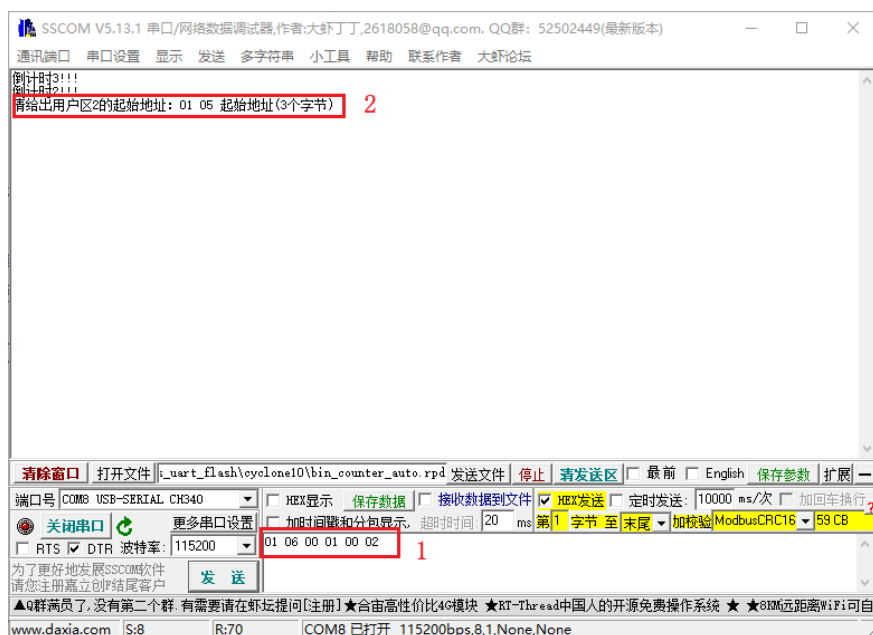 SSCOM V5.13.1 串口/网络数据调试器,作者:大虾丁丁,2618058@qq.com. QQ群: 52502449(最新版本)
通讯端口 串口设置 显示 发送 多字符串 小工具 帮助 联系作者 大虾论坛
倒计时3!!!
倒计时2!!!
请给出用户区2的起始地址: 01 05 起始地址(3个字节) 2
清除窗口 打开文件 s_uart_flash\cyclone10\bin_counter_auto.rpd 发送文件 停止 清发送区 最前 English 保存参数 扩展 —
端口号 COM8 USB-SERIAL CH340 HEX显示 保存数据 接收数据到文件 HEX发送 定时发送: 10000 ms/次 加回车换行
关闭串口 更多串口设置 加时间戳和分包显示, 超时时间: 20 ms 第1 字节 至 末尾 加校验 ModbusCRC16 59 CB
RTS DTR 波特率: 115200 01 06 00 01 00 02 1
为了更好地发展SSCOM软件
请您注册嘉立创F结尾客户 发 送
▲Q群满员了,没有第二个群.有需要请在虾坛提问[注册]★合宙高性价比4G模块 ★RT-Thread中国人的开源免费操作系统 ★ ★8KM远距离WiFi可自
www.daxia.com S:8 R:70 COM8 已打开 115200bps,8,1,None,None